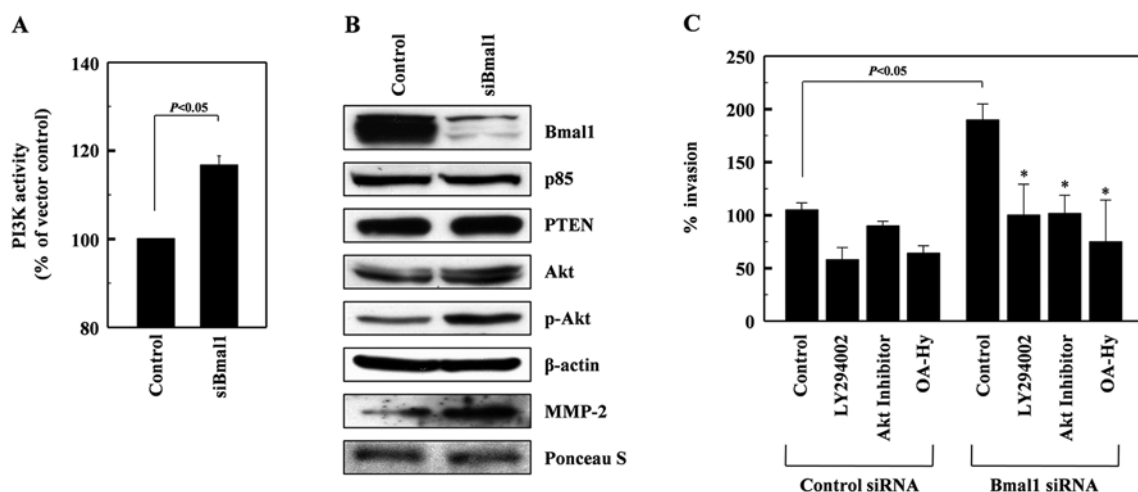 A
PI3K activity
(% of vector control)
140
120
100
80
P<0.05
Control
siBmal1
B
Control
siBmal1
Bmal1
p85
PTEN
Akt
p-Akt
β-actin
MMP-2
Ponceau S
C
% invasion
250
200
150
100
50
0
P<0.05
*
*
*
Control
LY294002
Akt Inhibitor
OA-Hy
Control
LY294002
Akt Inhibitor
OA-Hy
Control siRNA
Bmal1 siRNA